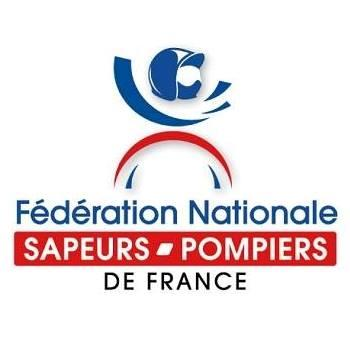 Fédération Nationale
SAPEURS-POMPIERS
DE FRANCE